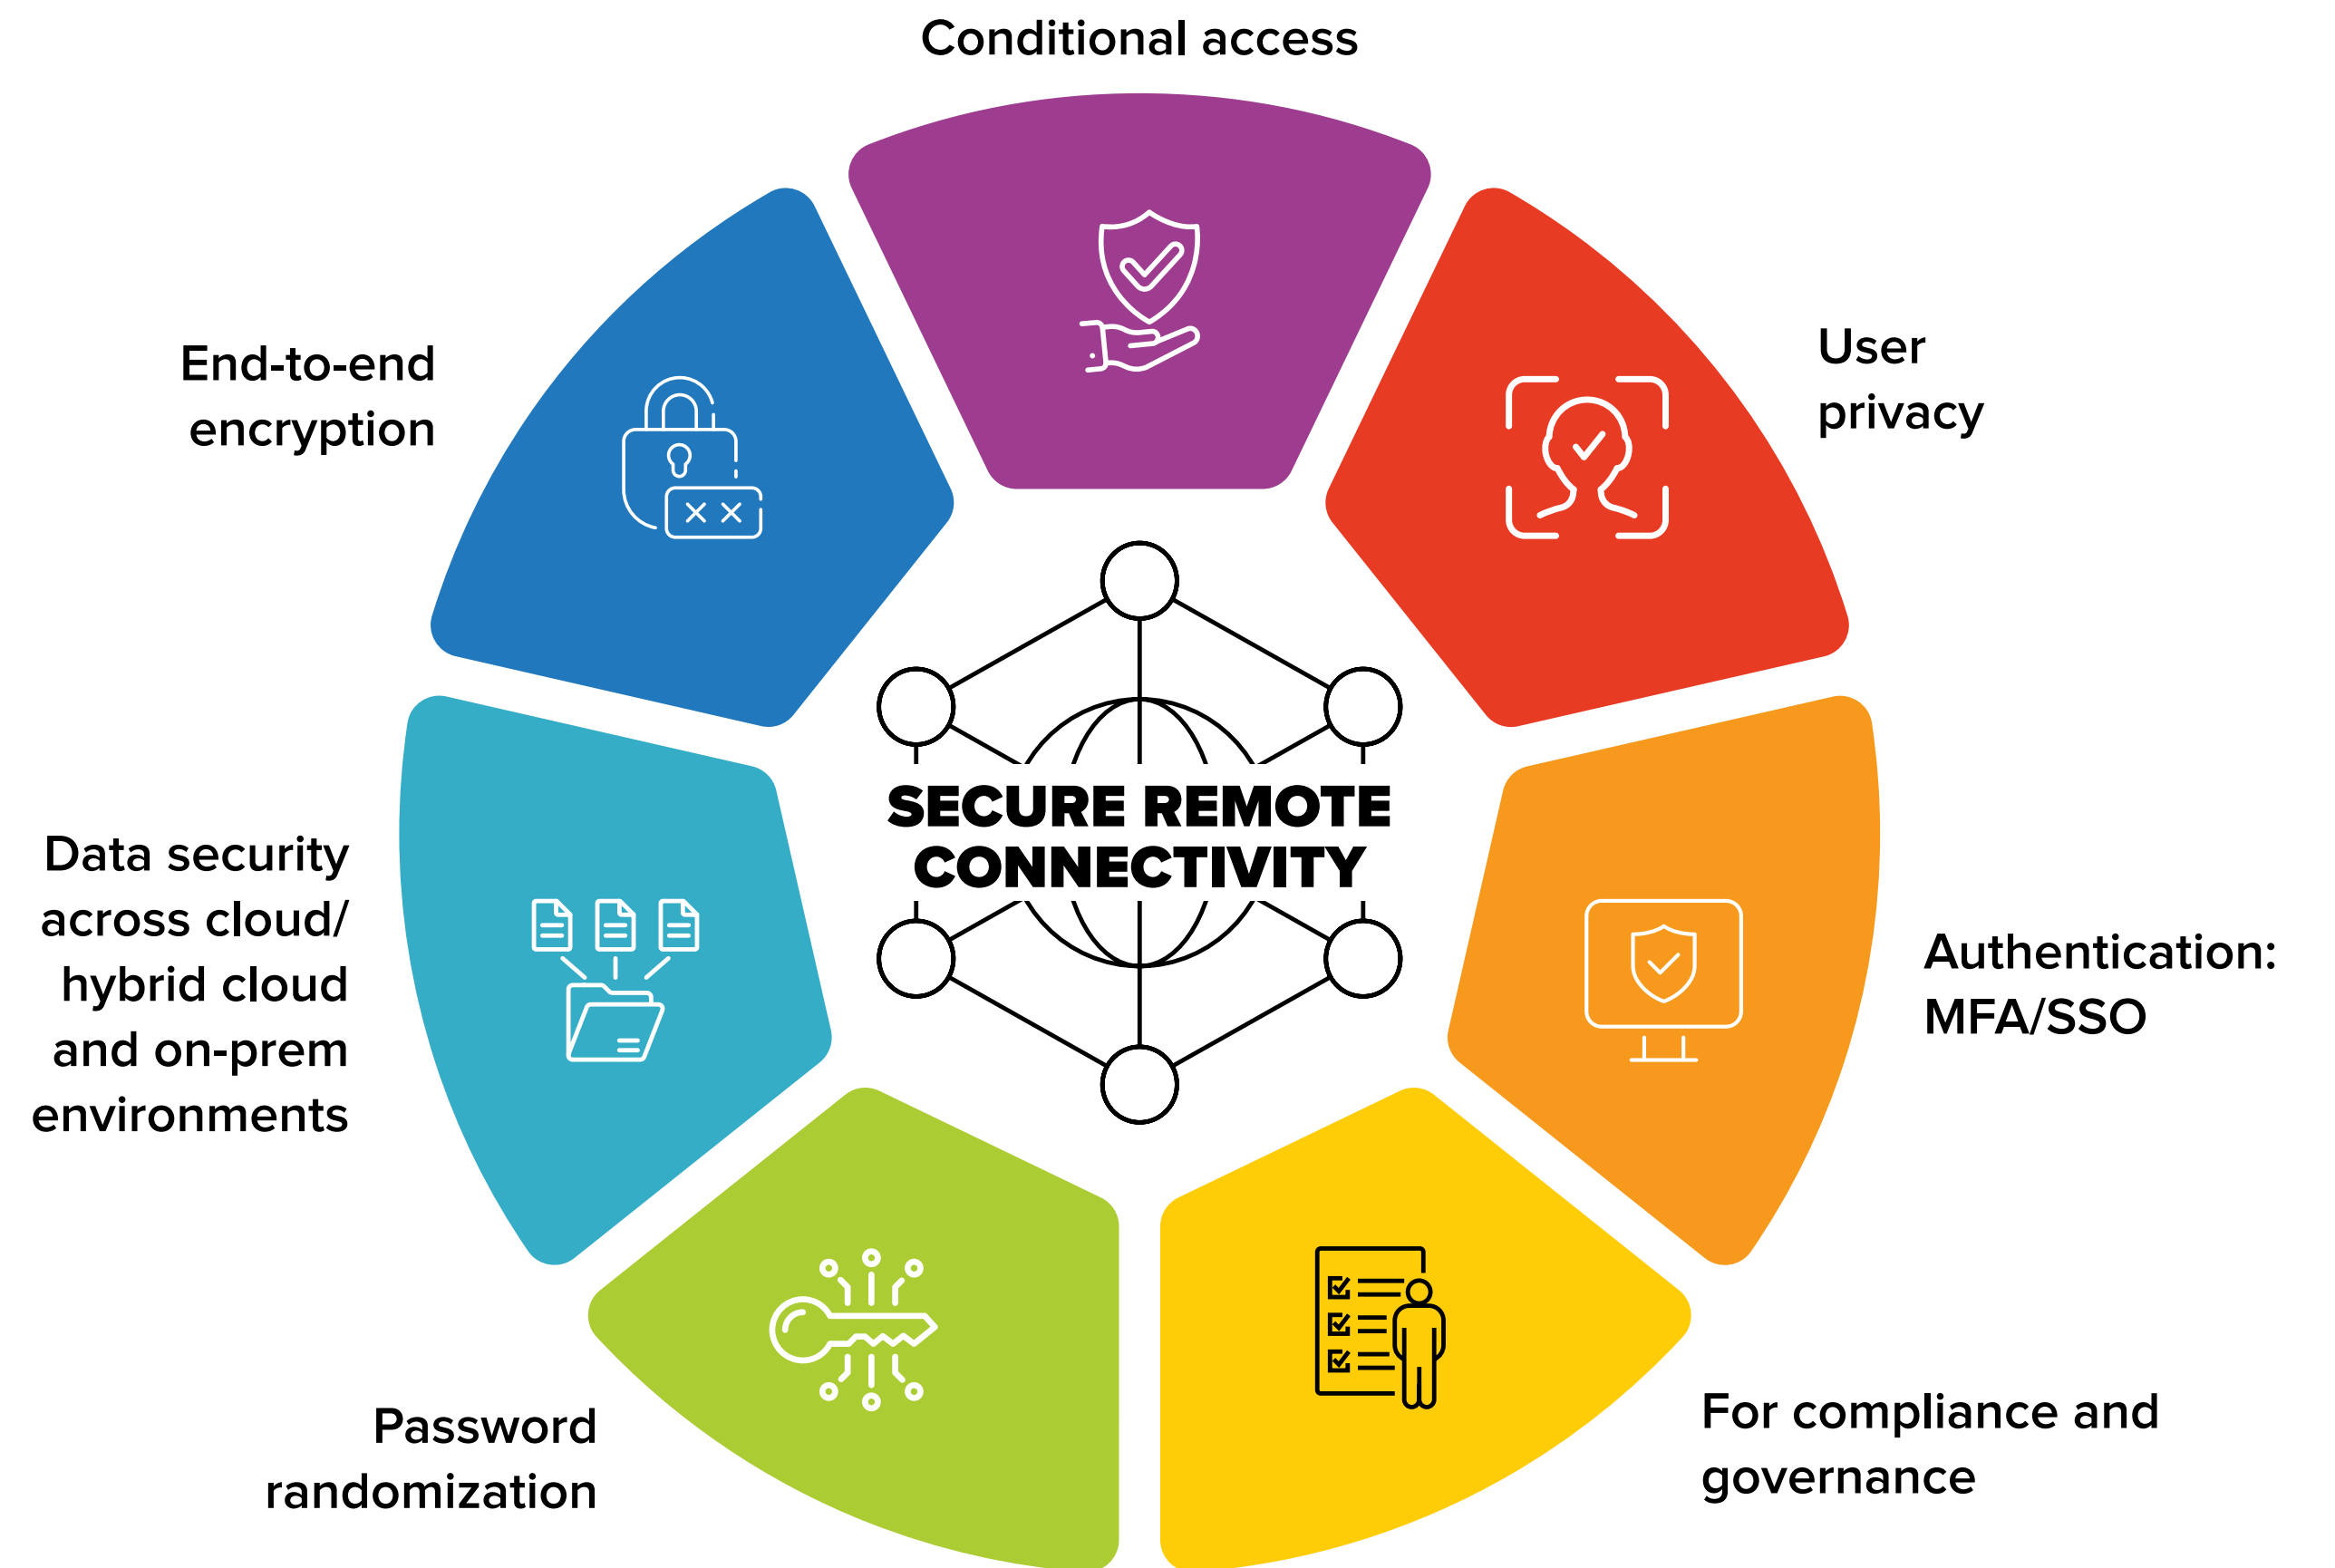 Conditional access
User
privacy
Authentication:
MFA/SSO
For compliance and
governance
Password
randomization
Data security
across cloud/
hybrid cloud
and on-prem
environments
End-to-end
encryption
SECURE REMOTE
CONNECTIVITY